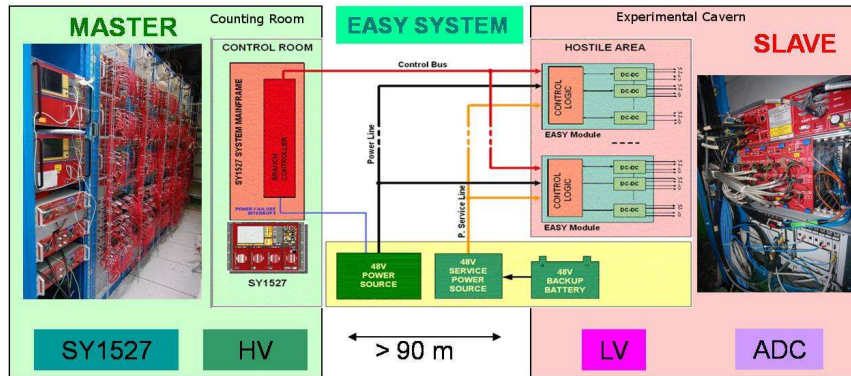 MASTER
Counting Room
EASY SYSTEM
Experimental Cavern
SLAVE
CONTROL ROOM
SY1527 SYSTEM MAINFRAME
BRANCH
CONTROLLER
POWER FAILURE
INTERRUPT
SY1527
Control Bus
Power Line
P. Service Line
HOSTILE AREA
CONTROL
LOGIC
DC-DC
DC-DC
DC-DC
EASY Module
CONTROL
LOGIC
DC-DC
DC-DC
DC-DC
EASY Module
48V
POWER
SOURCE
48V
SERVICE
POWER
SOURCE
48V
BACKUP
BATTERY
SY1527
HV
> 90 m
LV
ADC